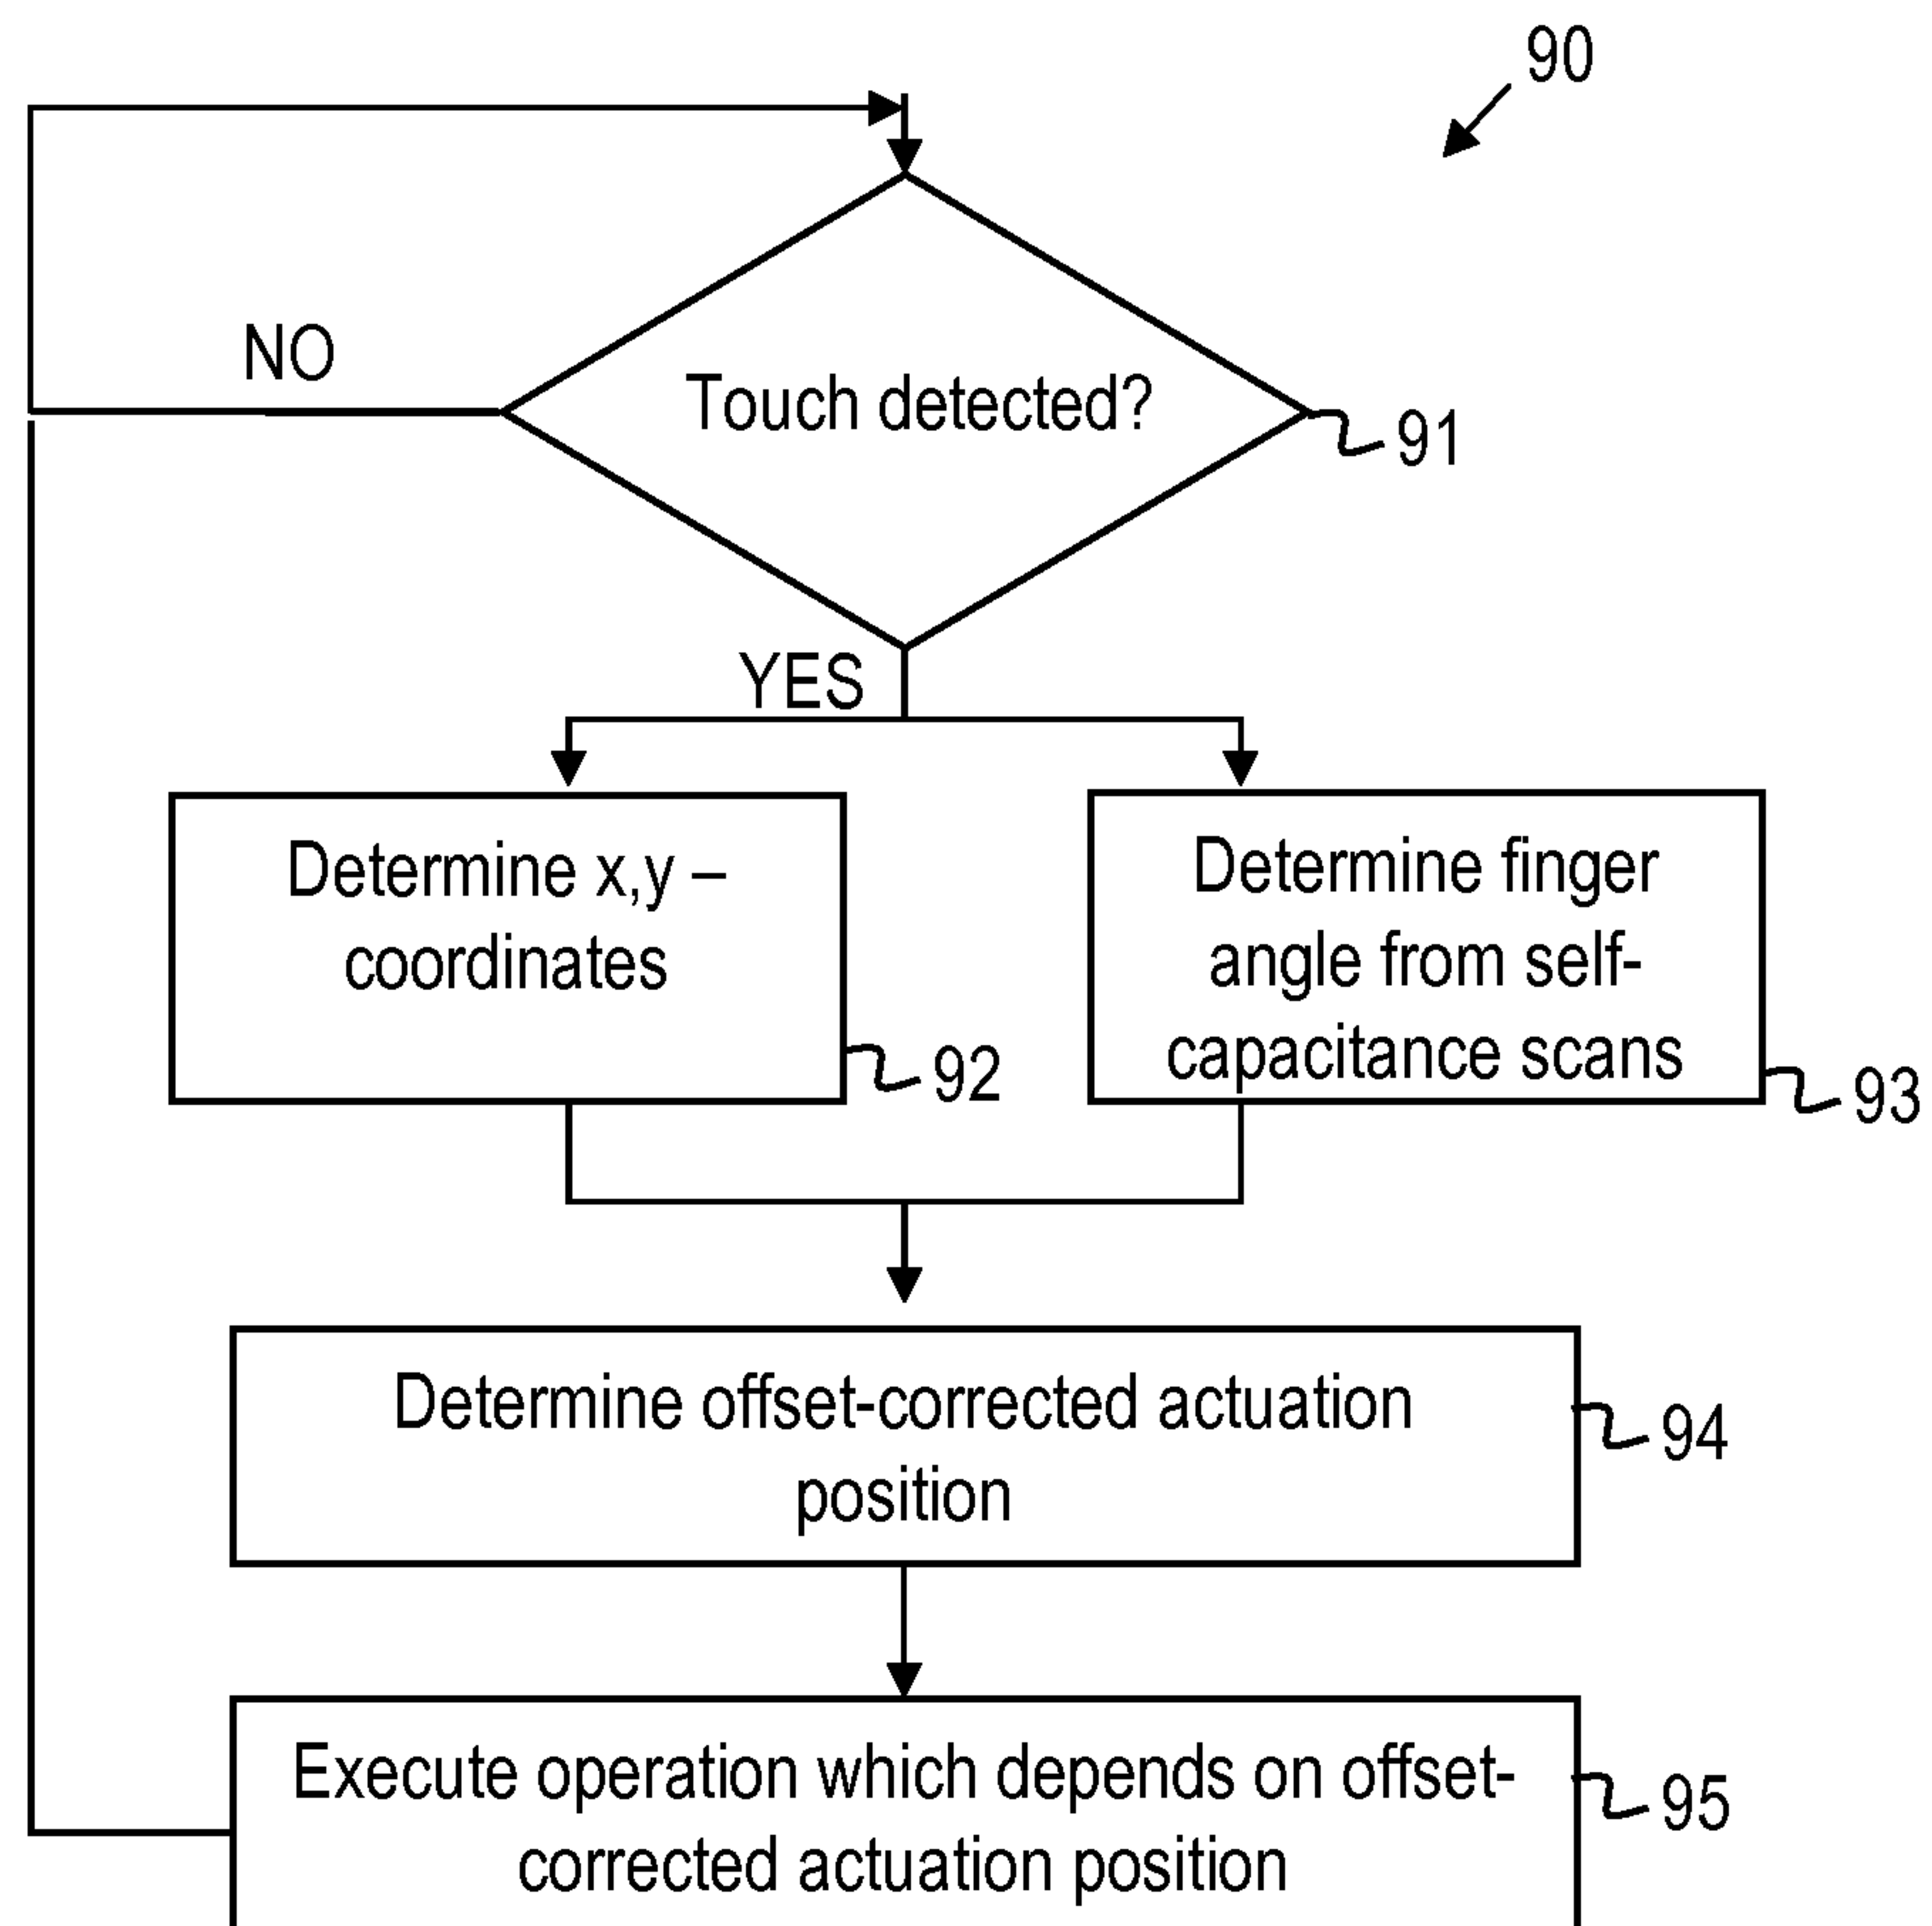 90
NO
Touch detected?
91
YES
Determine x,y –
coordinates
92
Determine finger
angle from self-
capacitance scans
93
Determine offset-corrected actuation
position
94
Execute operation which depends on offset-
corrected actuation position
95